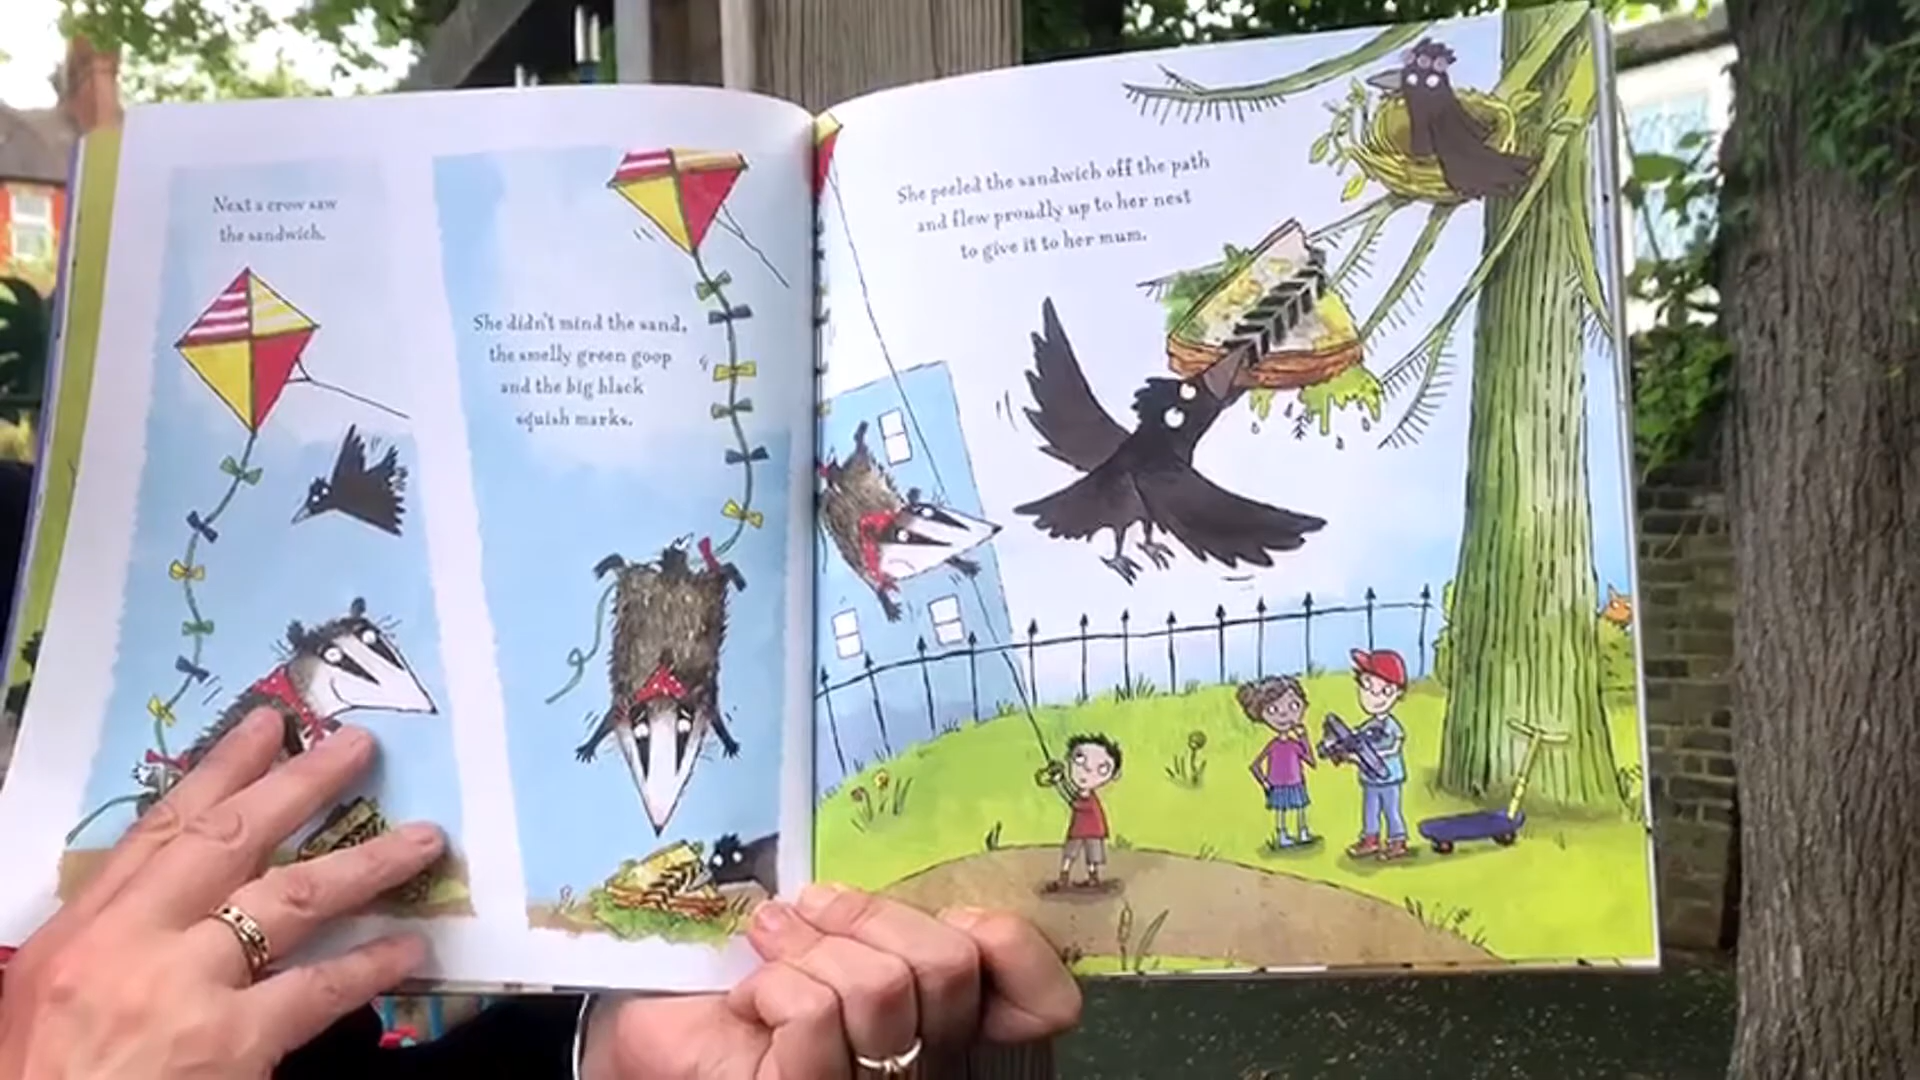 Next a crow saw
the sandwich.
She didn't mind the sand,
the smelly green goop
and the big black
squish marks.
She peeled the sandwich off the path
and flew proudly up to her nest
to give it to her mum.